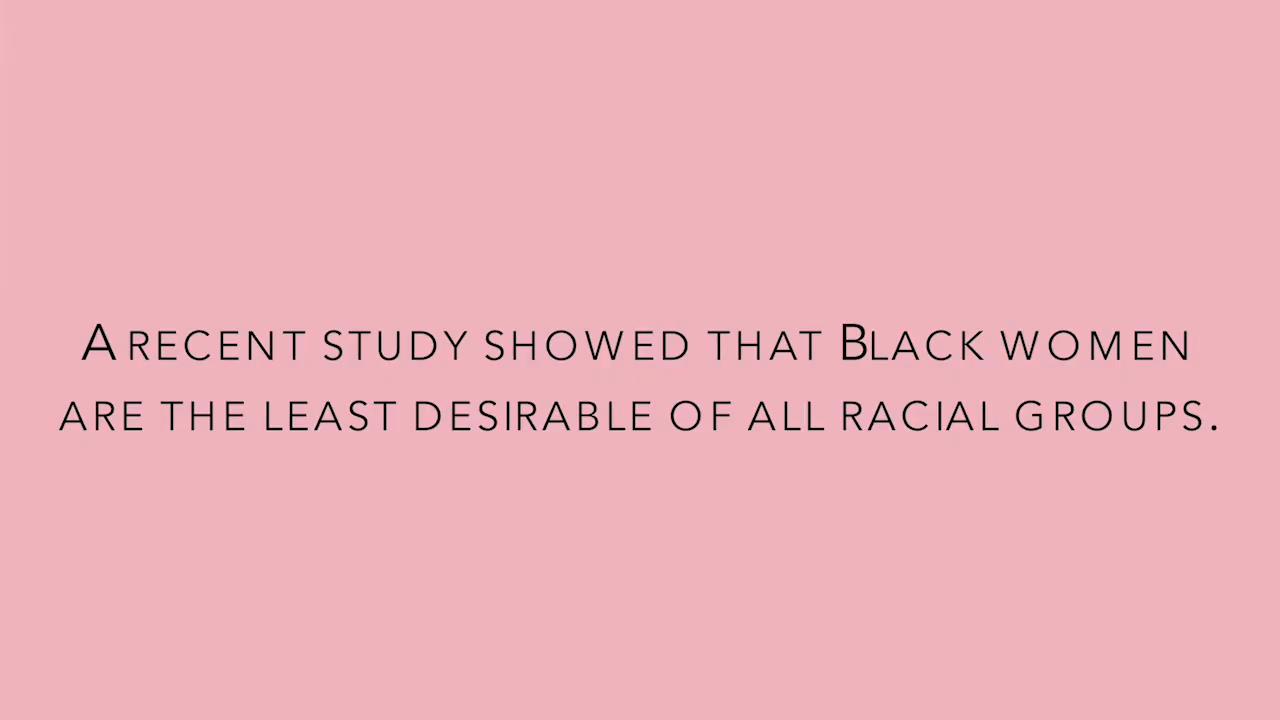 A RECENT STUDY SHOWED THAT BLACK WOMEN
ARE THE LEAST DESIRABLE OF ALL RACIAL GROUPS.